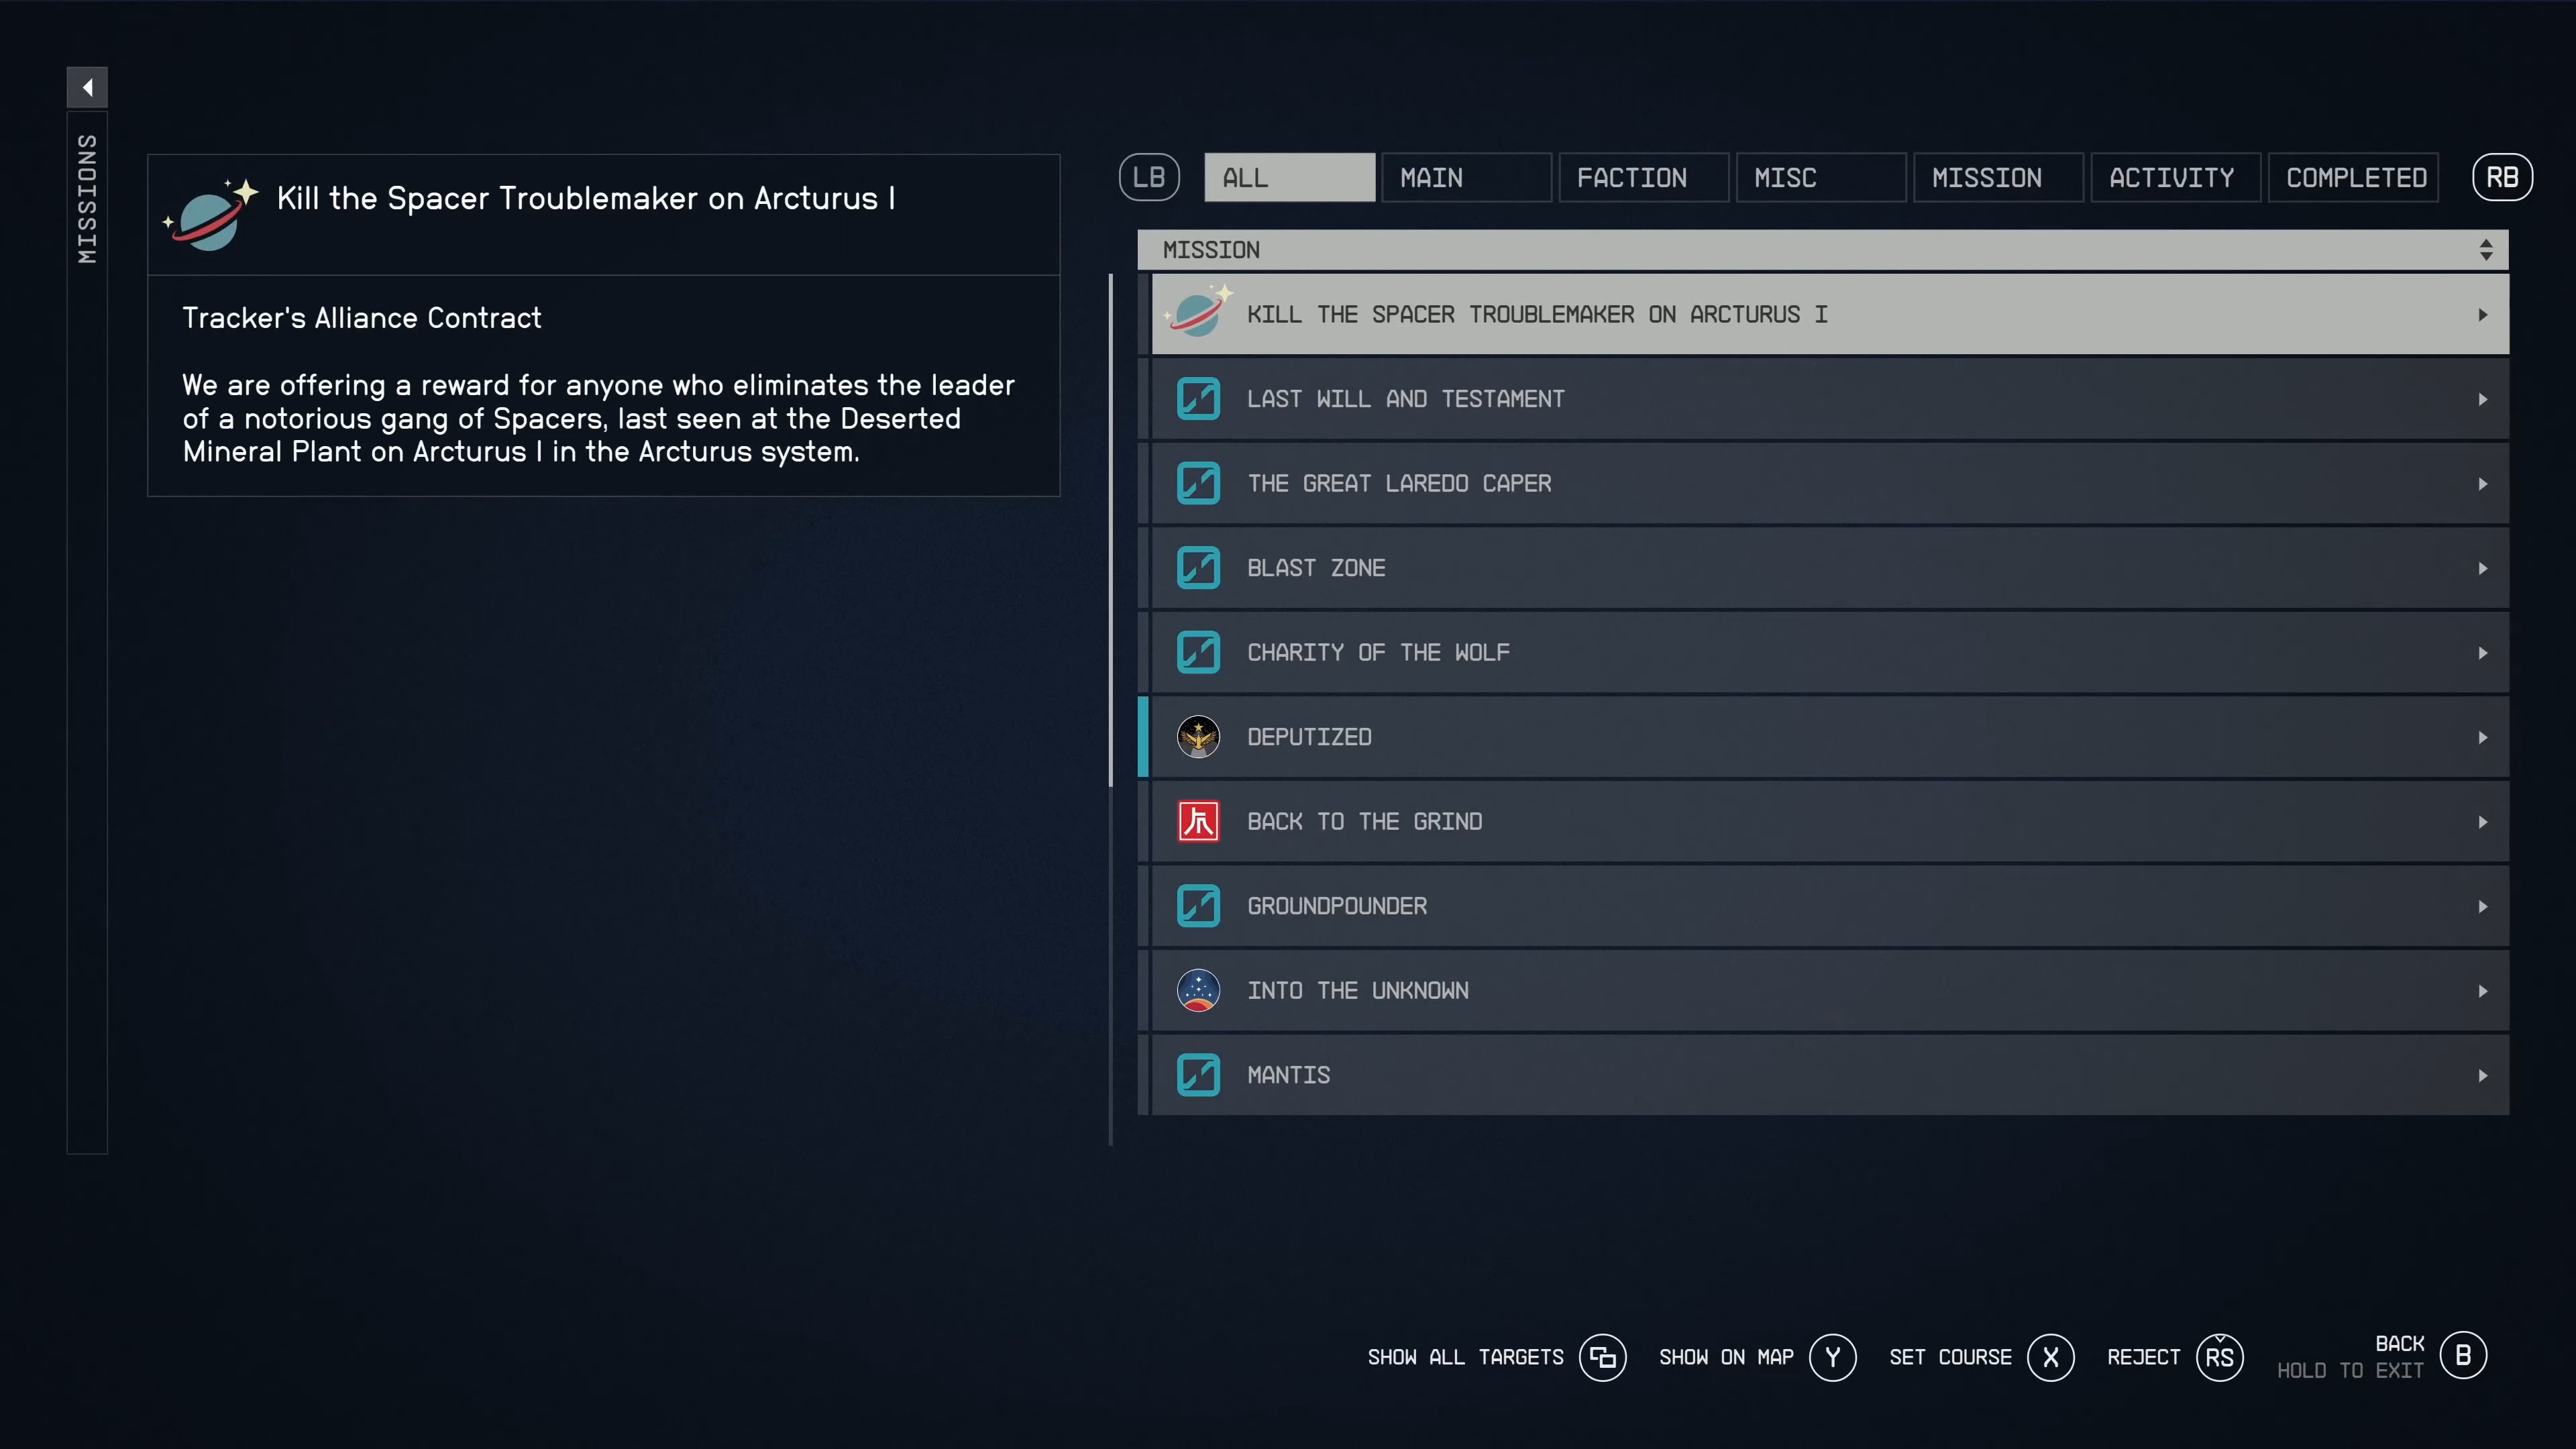 MISSIONS
Kill the Spacer Troublemaker on Arcturus I
Tracker's Alliance Contract
We are offering a reward for anyone who eliminates the leader
of a notorious gang of Spacers, last seen at the Deserted
Mineral Plant on Arcturus I in the Arcturus system.
LB ALL MAIN FACTION MISC MISSION ACTIVITY COMPLETED RB
MISSION
KILL THE SPACER TROUBLEMAKER ON ARCTURUS I
LAST WILL AND TESTAMENT
THE GREAT LAREDO CAPER
BLAST ZONE
CHARITY OF THE WOLF
DEPUTIZED
BACK TO THE GRIND
GROUNDPOUNDER
INTO THE UNKNOWN
MANTIS
SHOW ALL TARGETS SHOW ON MAP Y SET COURSE X REJECT RS BACK B
HOLD TO EXIT